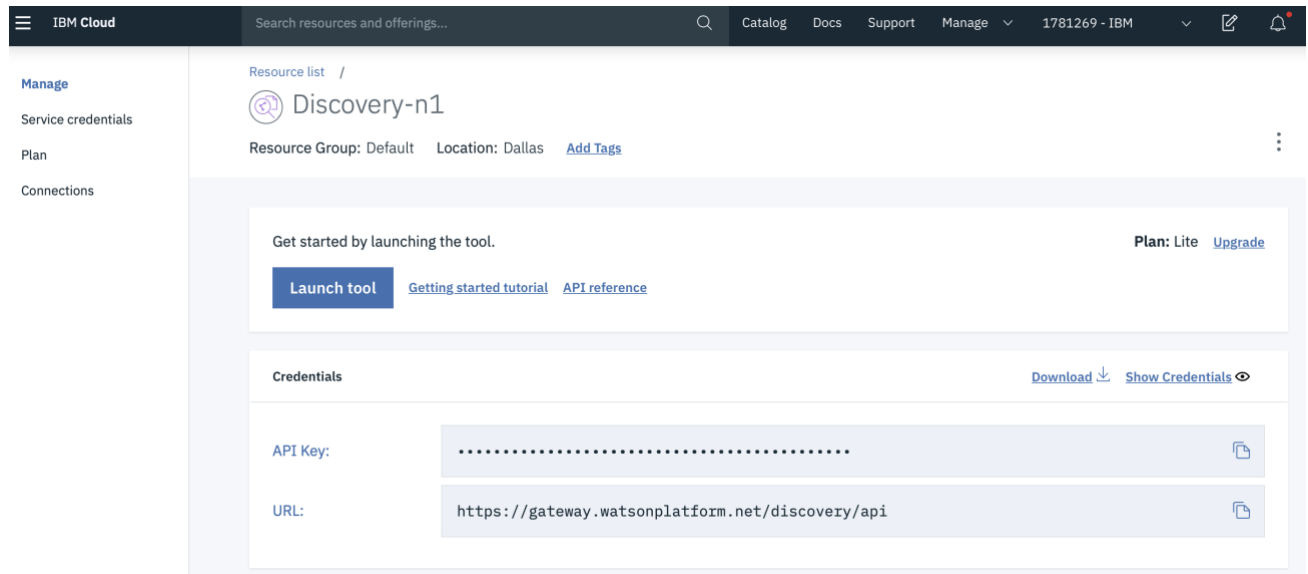 IBM Cloud Search resources and offerings... Catalog Docs Support Manage 1781269 - IBM
Manage
Service credentials
Plan
Connections
Resource list /
Discovery-n1
Resource Group: Default Location: Dallas Add Tags
Get started by launching the tool. Plan: Lite Upgrade
Launch tool Getting started tutorial API reference
Credentials Download Show Credentials
API Key: ••••••••••••••••••••••••••••••••••••••••••••
URL: https://gateway.watsonplatform.net/discovery/api